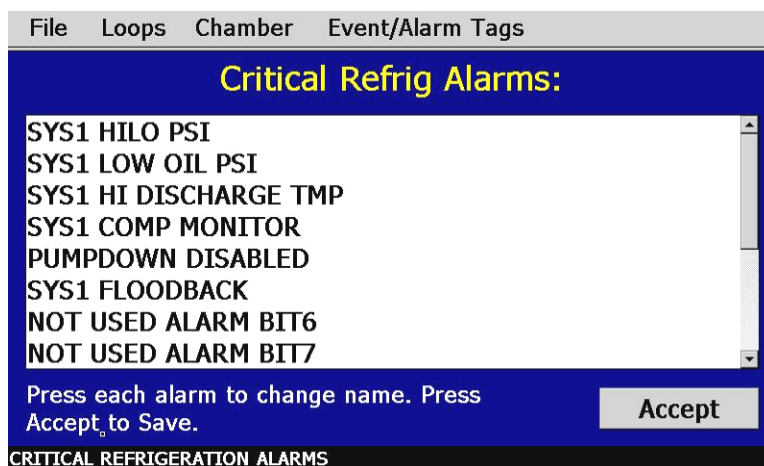 File Loops Chamber Event/Alarm Tags
Critical Refrig Alarms:
SYS1 HILO PSI
SYS1 LOW OIL PSI
SYS1 HI DISCHARGE TMP
SYS1 COMP MONITOR
PUMPDOWN DISABLED
SYS1 FLOODBACK
NOT USED ALARM BIT6
NOT USED ALARM BIT7
Press each alarm to change name. Press
Accept to Save.
Accept
CRITICAL REFRIGERATION ALARMS